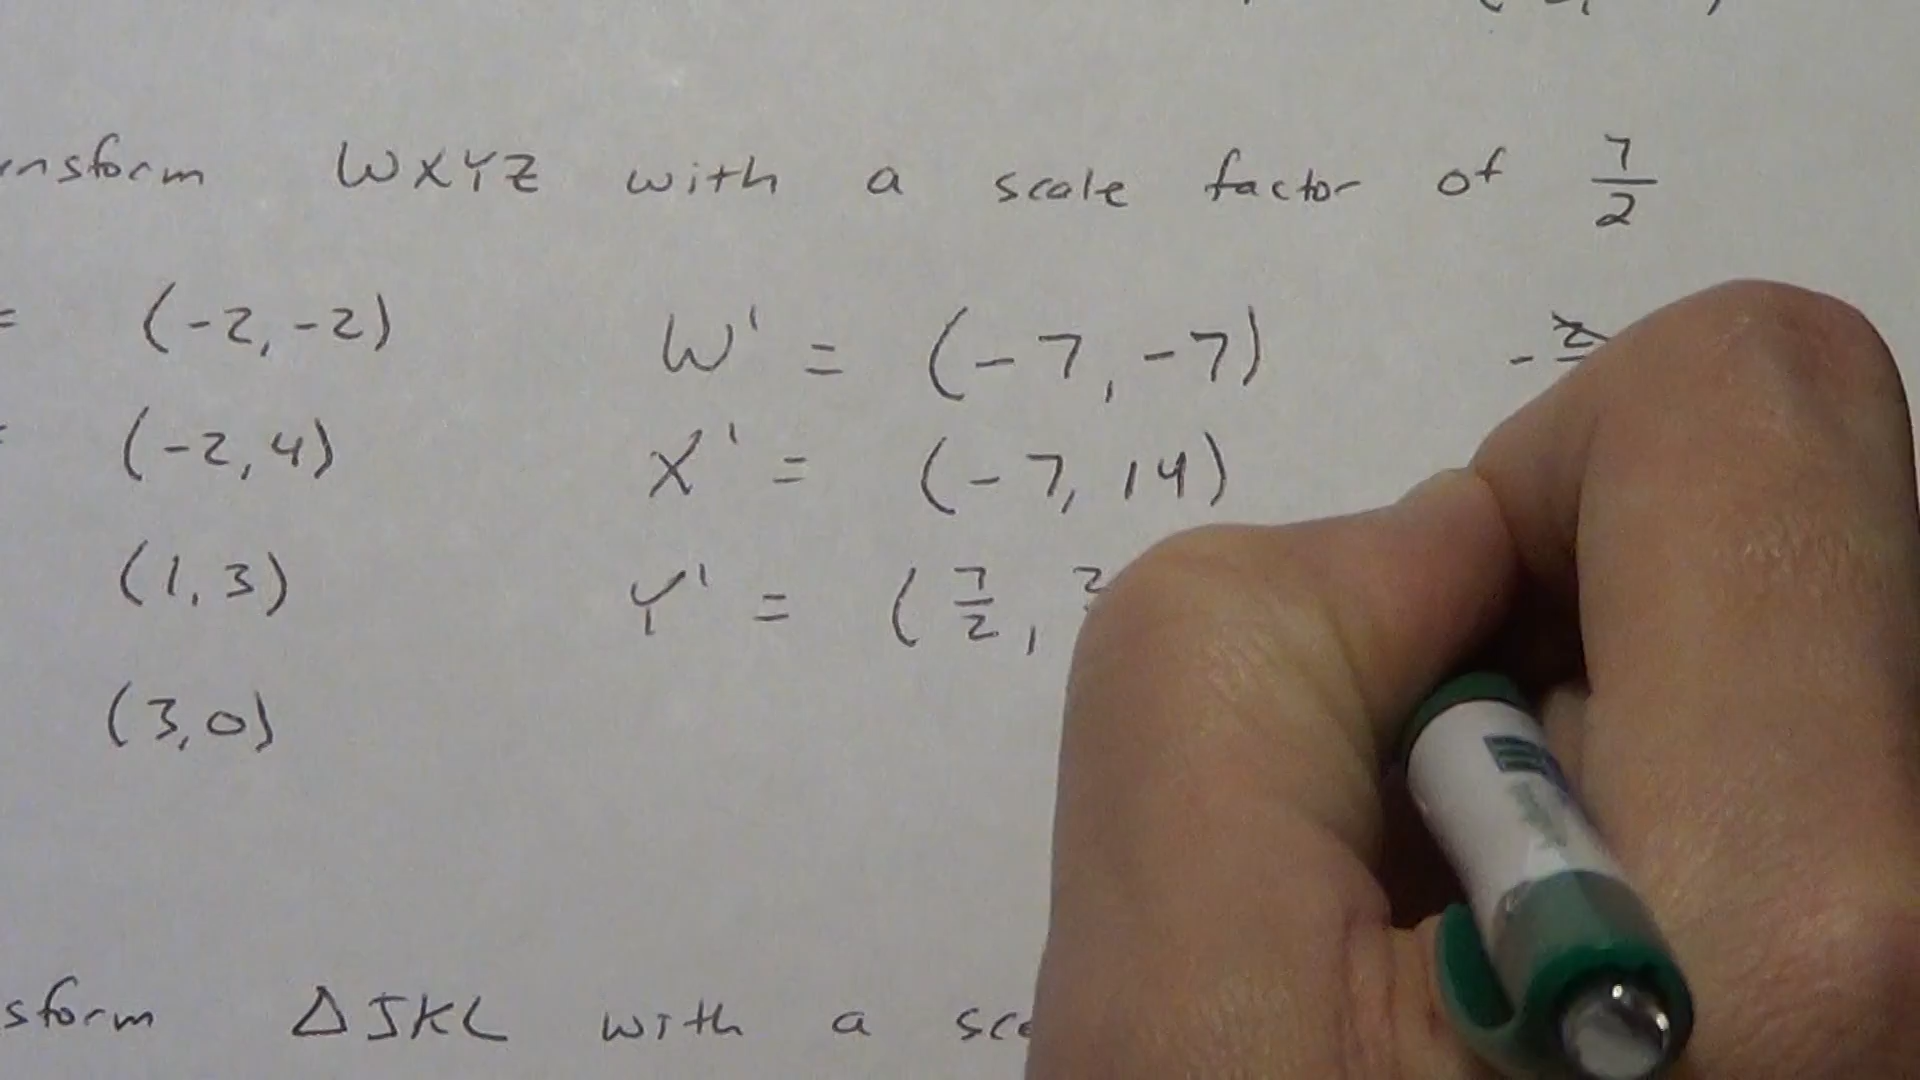 nsform WXYZ with a scale factor of 7/2
= (-2, -2) W' = (-7, -7)
(-2, 4) X' = (-7, 14)
(1, 3) Y' = (7/2,
(3, 0)
sform △JKL with a